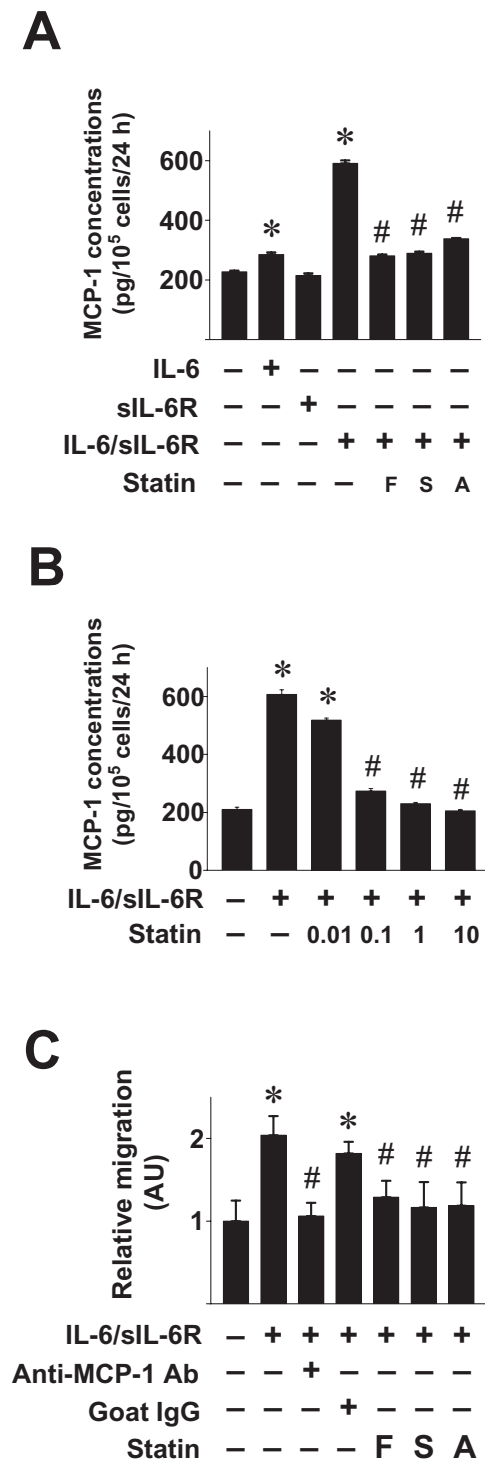 A
MCP-1 concentrations
(pg/10⁵ cells/24 h)
600
400
200
*
*
# # #
IL-6 – + – – – – –
sIL-6R – – + – – – –
IL-6/sIL-6R – – – + + + +
Statin – – – – F S A
B
MCP-1 concentrations
(pg/10⁵ cells/24 h)
600
400
200
0
* *
# # #
IL-6/sIL-6R – + + + + +
Statin – – 0.01 0.1 1 10
C
Relative migration
(AU)
2
1
* # * # # #
IL-6/sIL-6R – + + + + + +
Anti-MCP-1 Ab – – + – – – –
Goat IgG – – – + – – –
Statin – – – – F S A